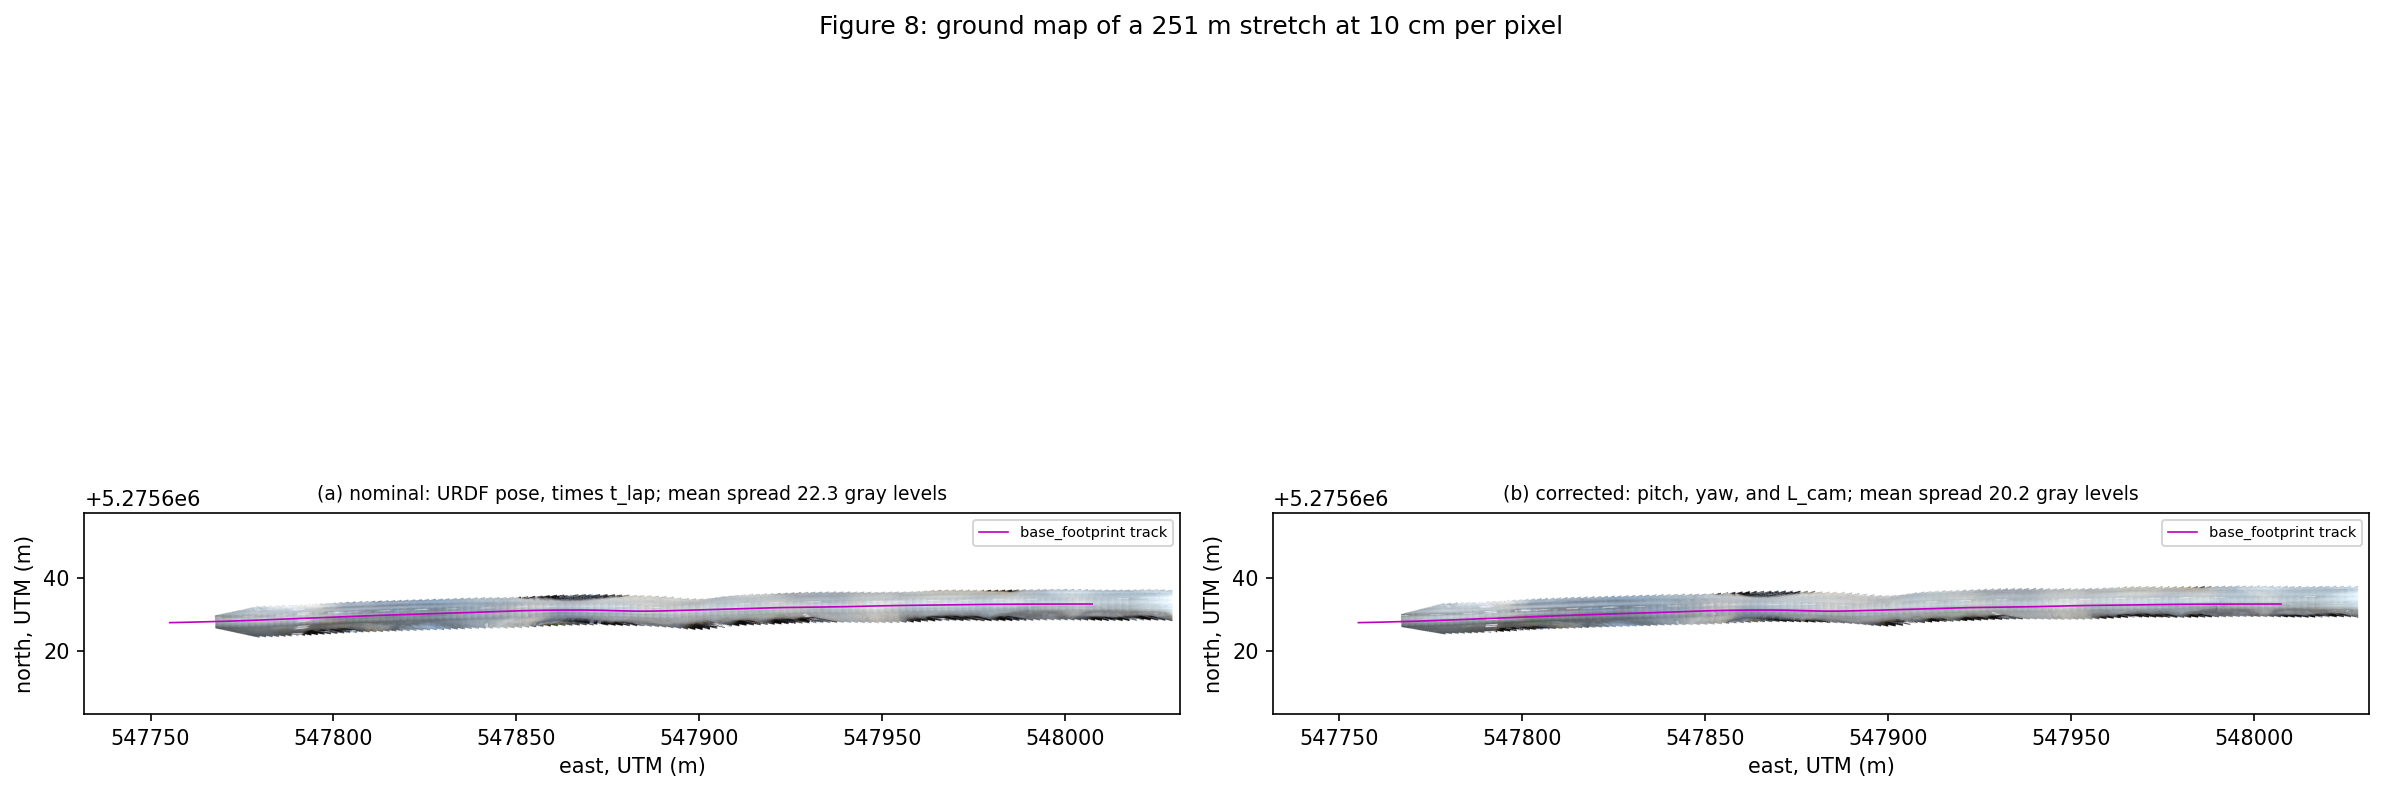 Figure 8: ground map of a 251 m stretch at 10 cm per pixel
(a) nominal: URDF pose, times t_lap; mean spread 22.3 gray levels
+5.2756e6
base_footprint track
north, UTM (m)
40
20
547750 547800 547850 547900 547950 548000
east, UTM (m)
(b) corrected: pitch, yaw, and L_cam; mean spread 20.2 gray levels
+5.2756e6
base_footprint track
north, UTM (m)
40
20
547750 547800 547850 547900 547950 548000
east, UTM (m)